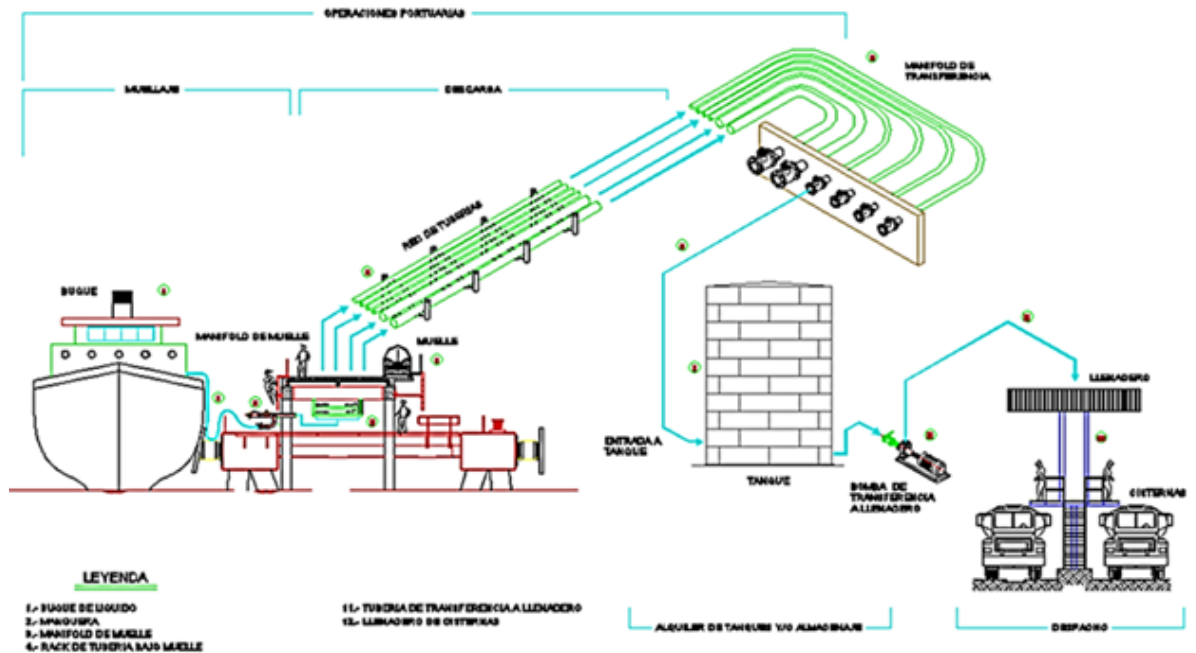 OPERACIONES PORTUARIAS
MUELLAJE
DESCARGA
MANIFOLD DE
TRANSFERENCIA
RED DE TUBERIAS
BUQUE
MANIFOLD DE MUELLE
MUELLE
LLENADERO
ENTRADA A
TANQUE
TANQUE
BOMBA DE
TRANSFERENCIA
A LLENADERO
CISTERNAS
LEYENDA
1.- BUQUE DE LIQUIDO
2.- MANGUERA
3.- MANIFOLD DE MUELLE
4.- RACK DE TUBERIA BAJO MUELLE
11.- TUBERIA DE TRANSFERENCIA A LLENADERO
12.- LLENADERO DE CISTERNAS
ALQUILER DE TANQUES Y/O ALMACENAJE
DESPACHO